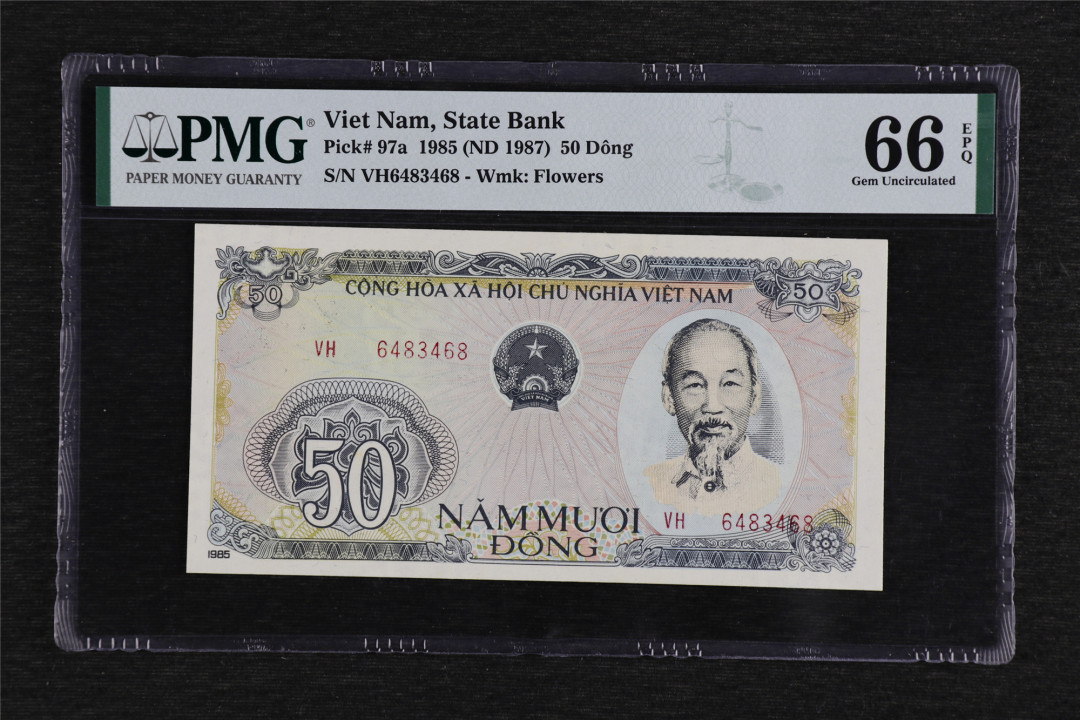 PMG®
PAPER MONEY GUARANTY
Viet Nam, State Bank
Pick# 97a 1985 (ND 1987) 50 Dông
S/N VH6483468 - Wmk: Flowers
66 EPQ
Gem Uncirculated
50
CỘNG HÒA XÃ HỘI CHỦ NGHĨA VIỆT NAM
50
VH 6483468
VIỆT NAM
50
NĂM MƯƠI
ĐỒNG
VH 6483468
1985